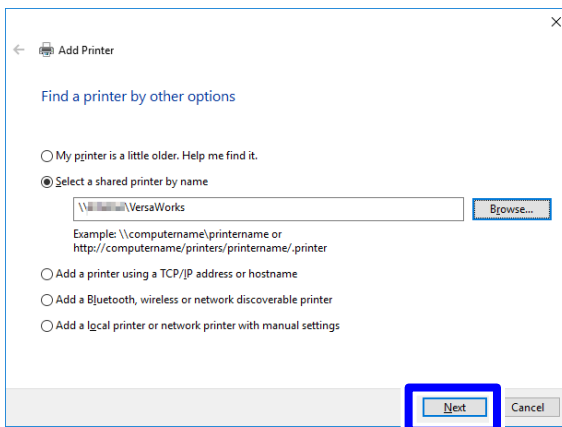 Add Printer
Find a printer by other options
My printer is a little older. Help me find it.
Select a shared printer by name
\\ \VersaWorks
Browse...
Example: \\computername\printername or
http://computername/printers/printername/.printer
Add a printer using a TCP/IP address or hostname
Add a Bluetooth, wireless or network discoverable printer
Add a local printer or network printer with manual settings
Next
Cancel